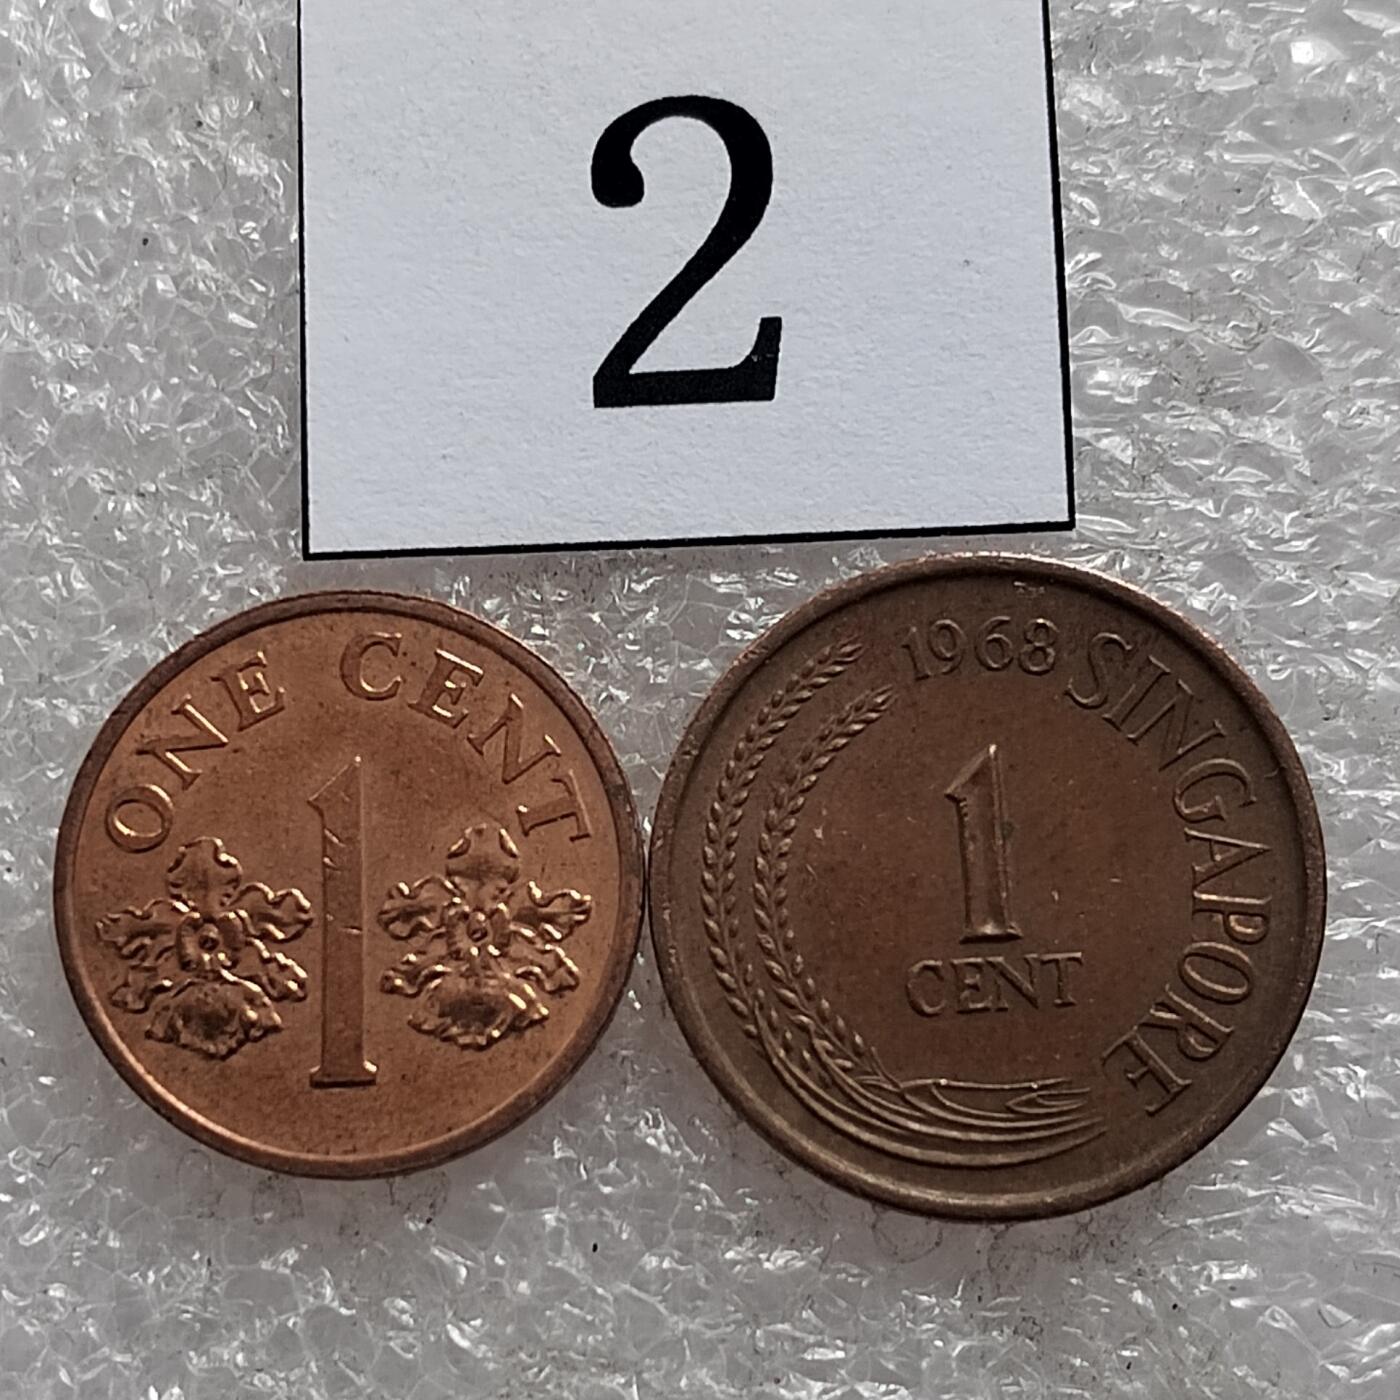 2
ONE CENT
1
1968 SINGAPORE
1
CENT